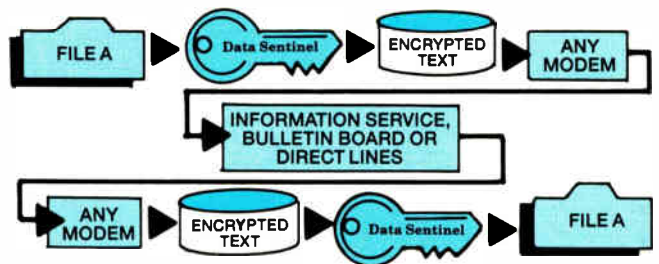 FILE A
Data Sentinel
ENCRYPTED
TEXT
ANY
MODEM
INFORMATION SERVICE,
BULLETIN BOARD OR
DIRECT LINES
ANY
MODEM
ENCRYPTED
TEXT
Data Sentinel
FILE A